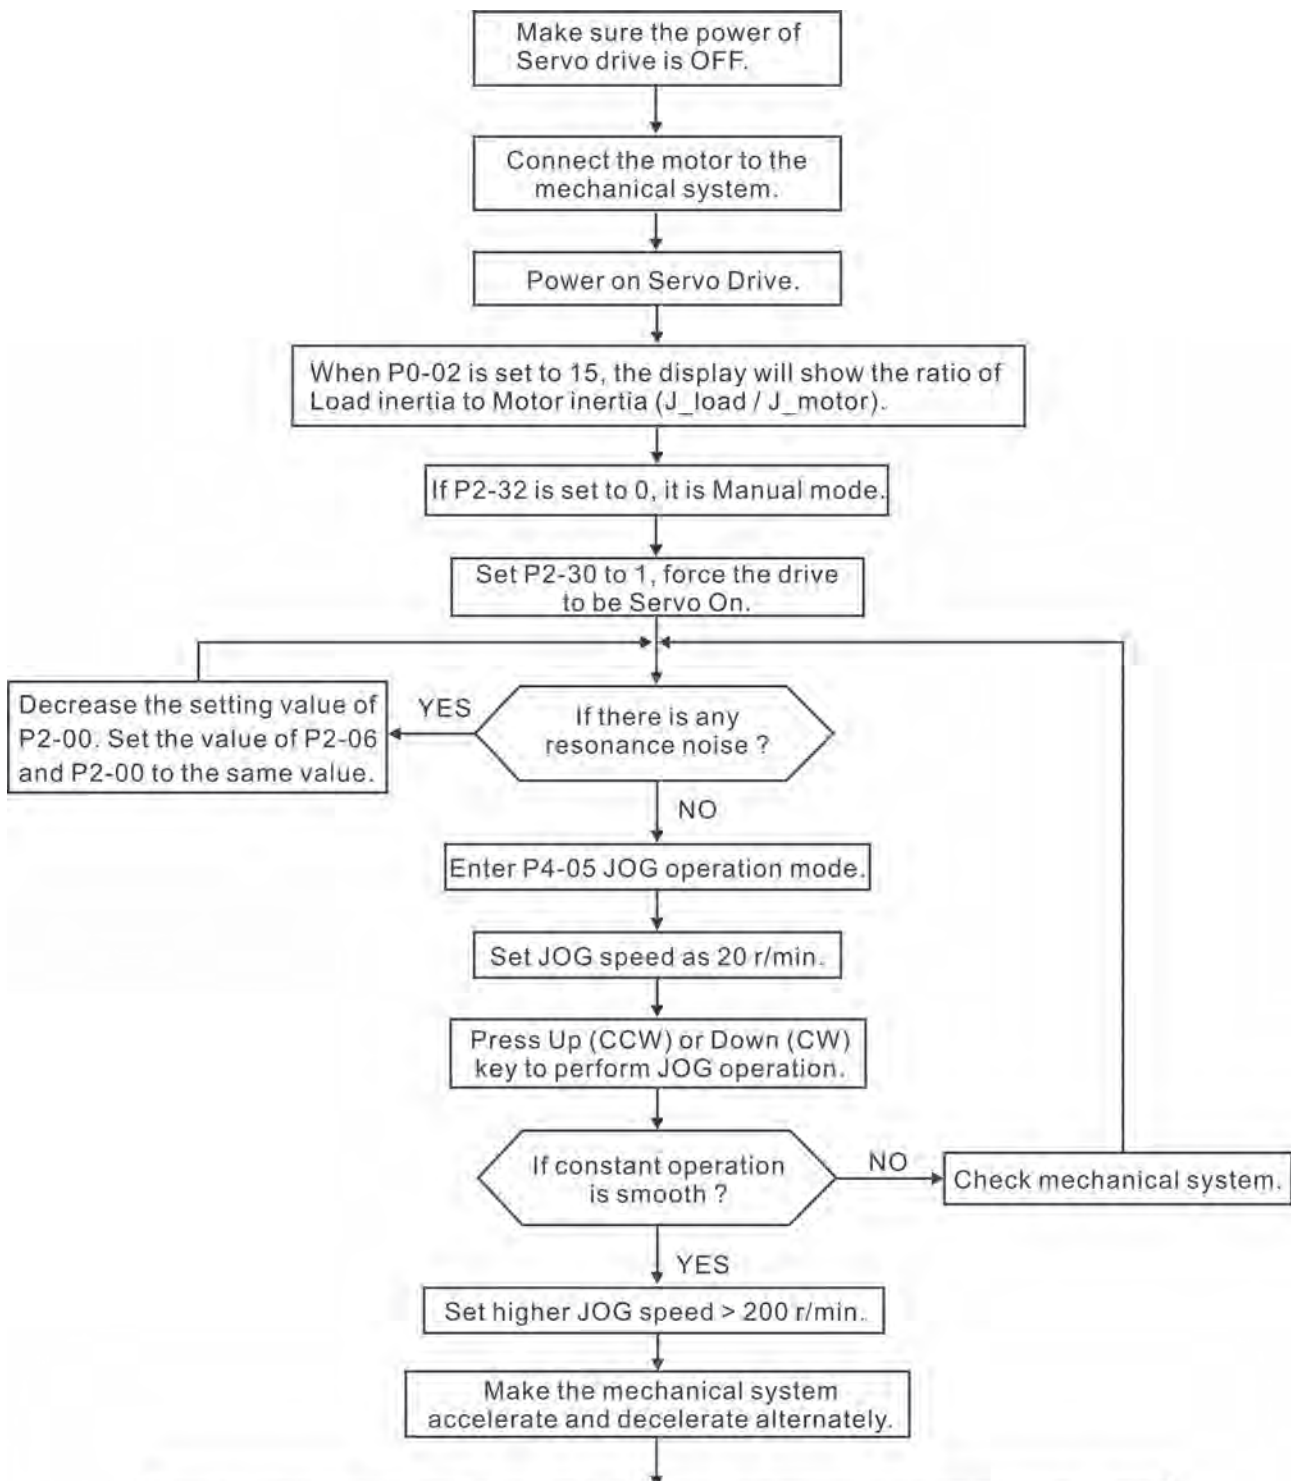 Make sure the power of
Servo drive is OFF.
Connect the motor to the
mechanical system.
Power on Servo Drive.
When P0-02 is set to 15, the display will show the ratio of
Load inertia to Motor inertia (J_load / J_motor).
If P2-32 is set to 0, it is Manual mode.
Set P2-30 to 1, force the drive
to be Servo On.
Decrease the setting value of
P2-00. Set the value of P2-06
and P2-00 to the same value.
YES
If there is any
resonance noise ?
NO
Enter P4-05 JOG operation mode.
Set JOG speed as 20 r/min.
Press Up (CCW) or Down (CW)
key to perform JOG operation.
If constant operation
is smooth ?
NO
Check mechanical system.
YES
Set higher JOG speed > 200 r/min.
Make the mechanical system
accelerate and decelerate alternately.